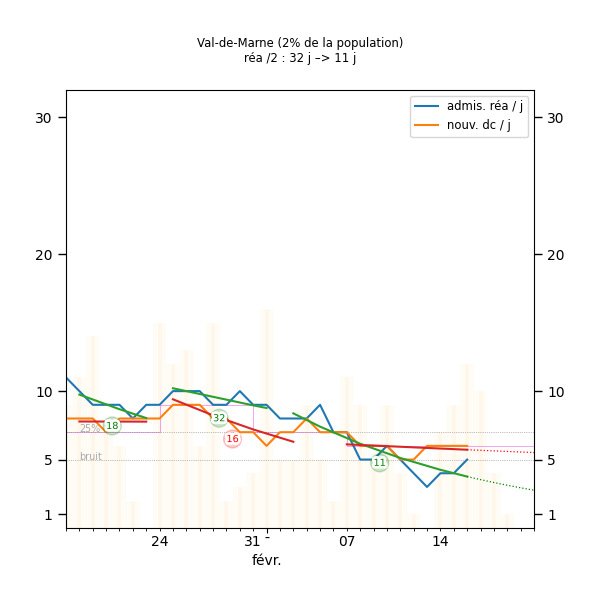 Val-de-Marne (2% de la population)
réa /2 : 32 j –> 11 j
admis. réa / j
nouv. dc / j
30 30
20 20
10 10
5 5
1 1
25%
bruit
18
32
16
11
24 31 07 14
févr.